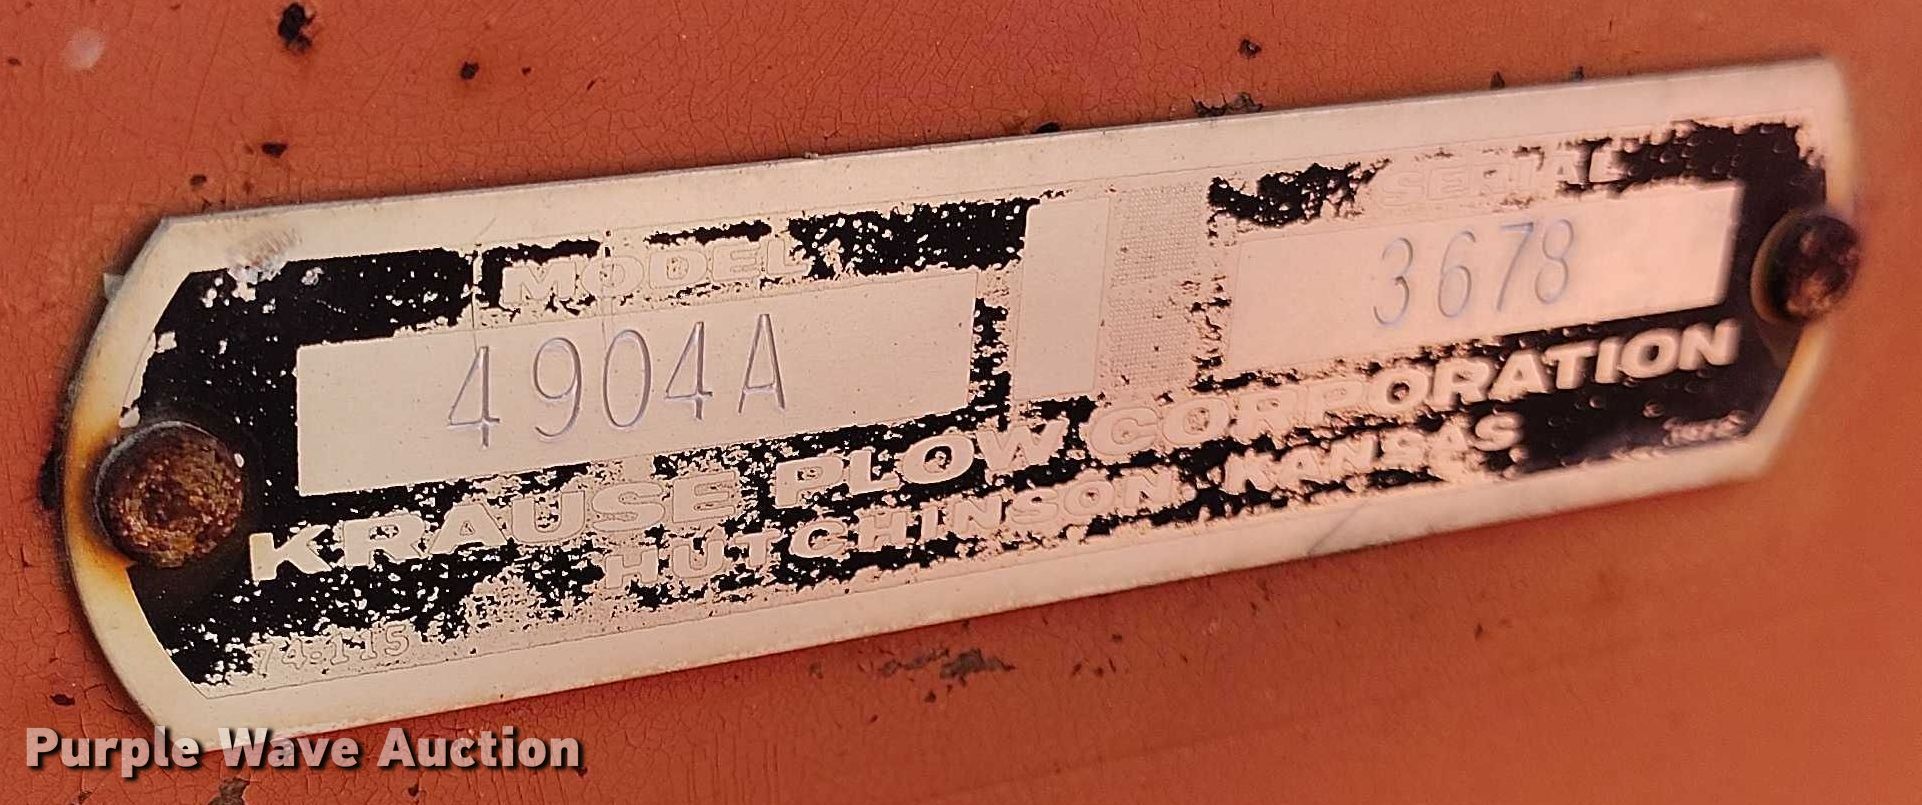 MODEL
4904A
SERIAL
3678
KRAUSE PLOW CORPORATION
HUTCHINSON, KANSAS
74-115
Purple Wave Auction